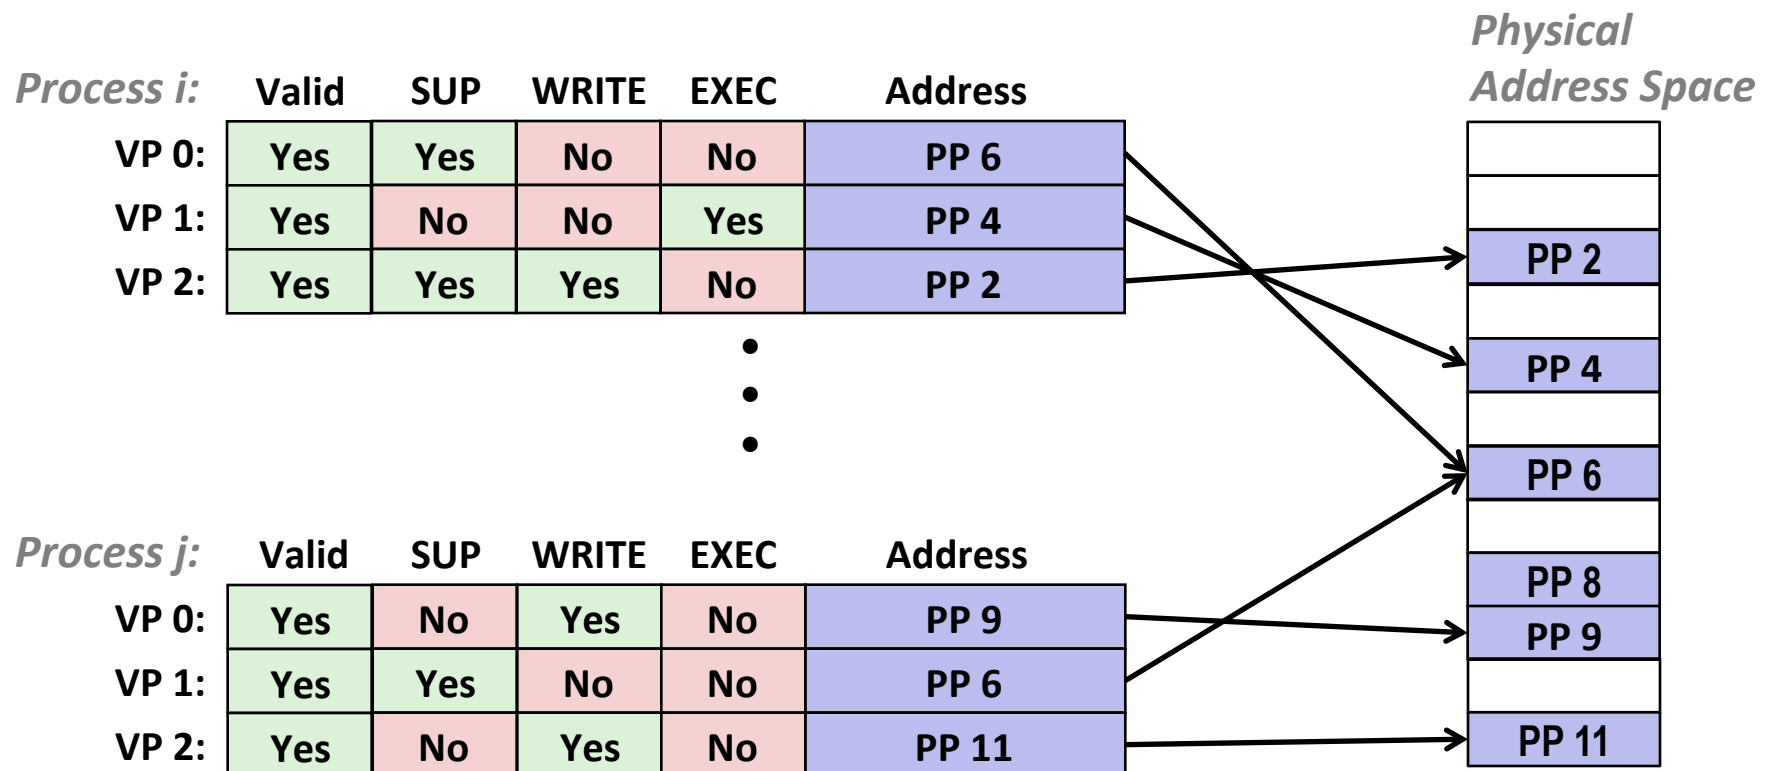 Physical
Address Space
Process i: Valid SUP WRITE EXEC Address
VP 0: Yes Yes No No PP 6
VP 1: Yes No No Yes PP 4
VP 2: Yes Yes Yes No PP 2
PP 2
PP 4
PP 6
PP 8
PP 9
PP 11
Process j: Valid SUP WRITE EXEC Address
VP 0: Yes No Yes No PP 9
VP 1: Yes Yes No No PP 6
VP 2: Yes No Yes No PP 11